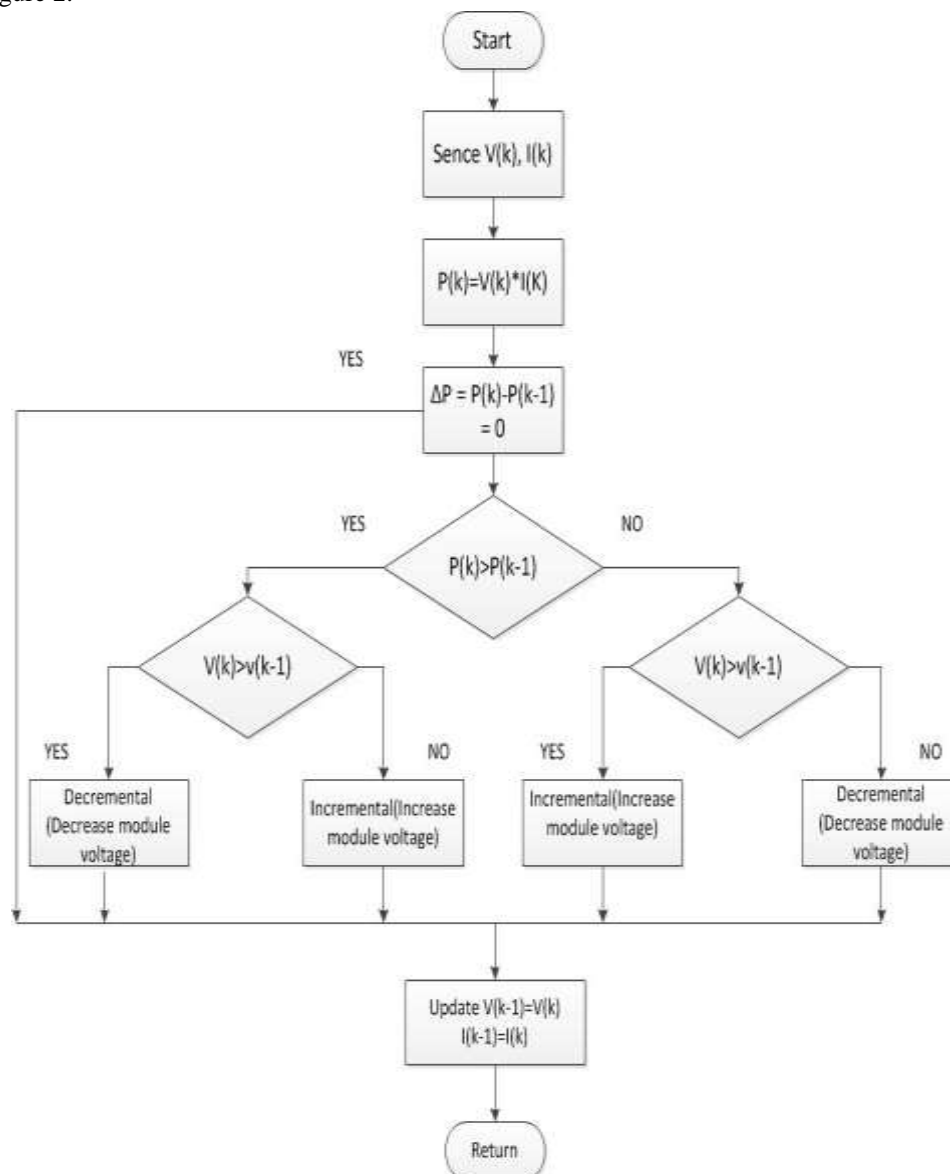 Start
Sence V(k), I(k)
P(k)=V(k)*I(K)
YES
ΔP = P(k)-P(k-1)
= 0
YES
NO
P(k)>P(k-1)
V(k)>v(k-1)
V(k)>v(k-1)
YES
NO
YES
NO
Decremental
(Decrease module
voltage)
Incremental(Increase
module voltage)
Incremental(Increase
module voltage)
Decremental
(Decrease module
voltage)
Update V(k-1)=V(k)
I(k-1)=I(k)
Return